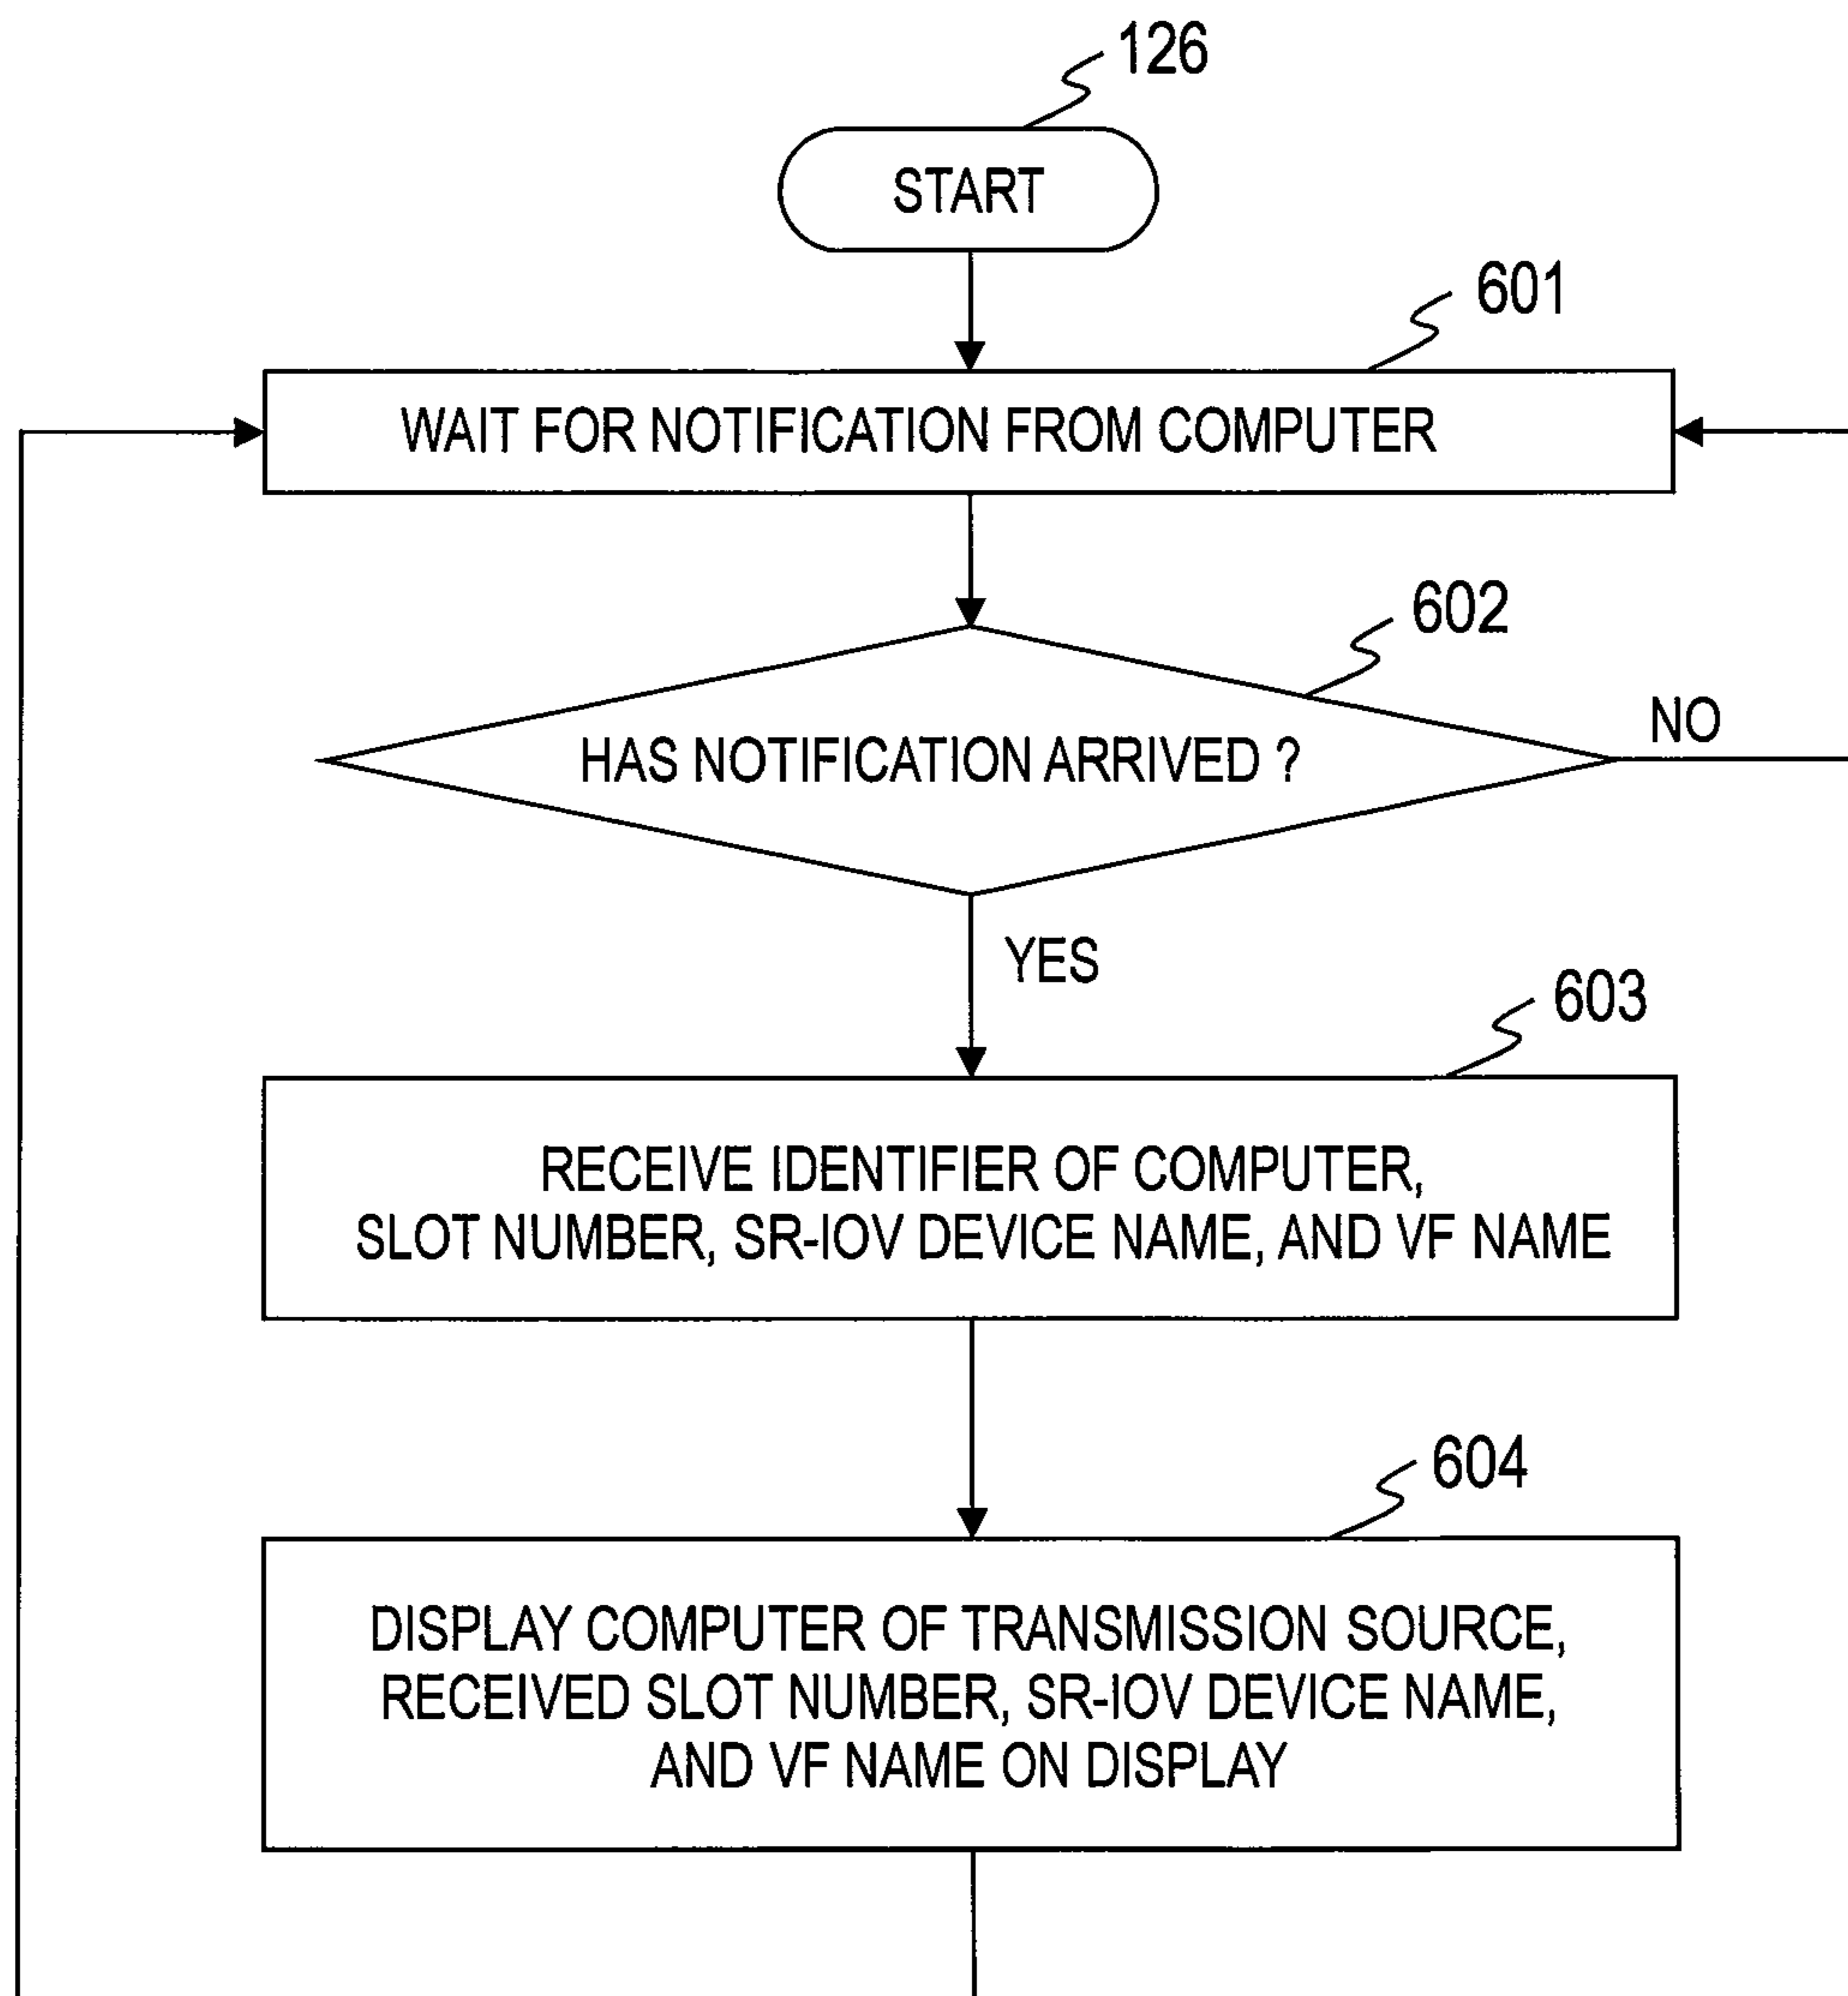 126
START
601
WAIT FOR NOTIFICATION FROM COMPUTER
602
HAS NOTIFICATION ARRIVED ?
NO
YES
603
RECEIVE IDENTIFIER OF COMPUTER,
SLOT NUMBER, SR-IOV DEVICE NAME, AND VF NAME
604
DISPLAY COMPUTER OF TRANSMISSION SOURCE,
RECEIVED SLOT NUMBER, SR-IOV DEVICE NAME,
AND VF NAME ON DISPLAY